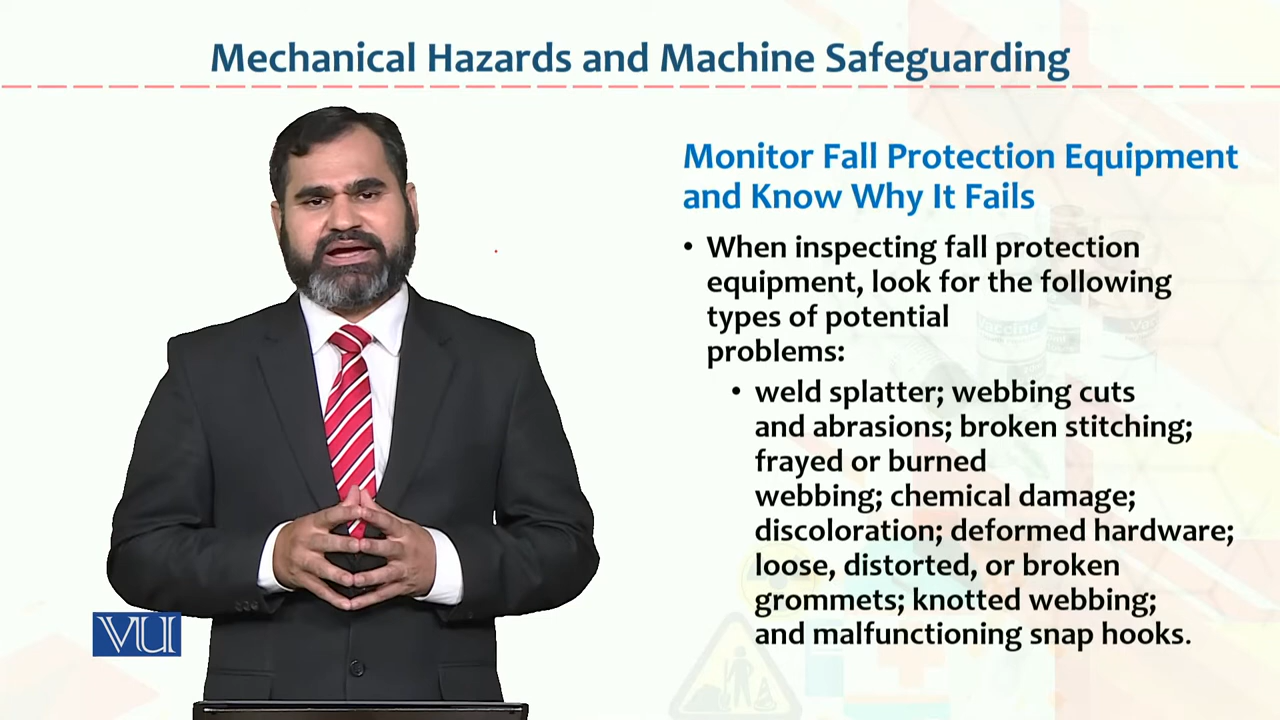 Mechanical Hazards and Machine Safeguarding
Monitor Fall Protection Equipment
and Know Why It Fails
• When inspecting fall protection
equipment, look for the following
types of potential
problems:
• weld splatter; webbing cuts
and abrasions; broken stitching;
frayed or burned
webbing; chemical damage;
discoloration; deformed hardware;
loose, distorted, or broken
grommets; knotted webbing;
and malfunctioning snap hooks.
Vaccine
VU